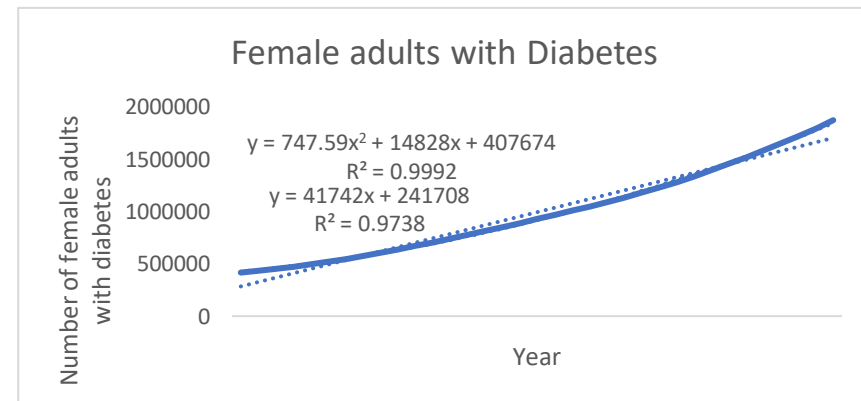 Female adults with Diabetes
Number of female adults
with diabetes
2000000
1500000
1000000
500000
0
y = 747.59x² + 14828x + 407674
R² = 0.9992
y = 41742x + 241708
R² = 0.9738
Year